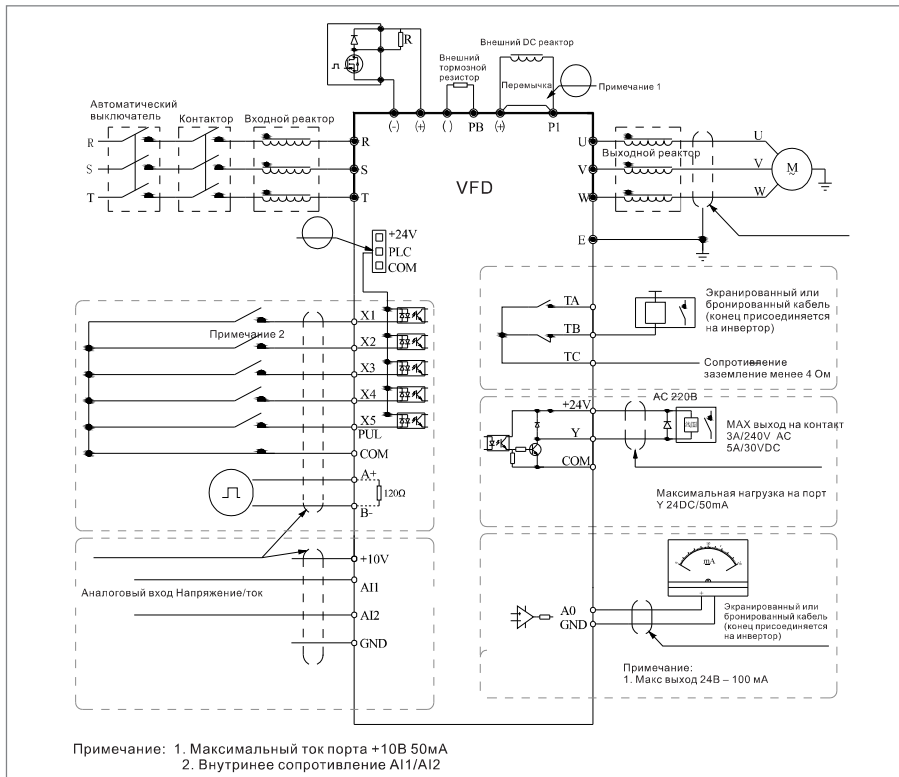 R
Внешний DC реактор
Внешний
тормозной
резистор
Перемычка
Примечание 1
Автоматический
выключатель
Контактор
Входной реактор
(-)
(+)
( )
PB
(+)
P1
R
S
T
R
S
T
VFD
U
V
W
E
Выходной реактор
U
V
W
M
~
+24V
PLC
COM
Примечание 2
X1
X2
X3
X4
X5
PUL
COM
A+
120Ω
B-
+10V
Аналоговый вход Напряжение/ток
AI1
AI2
GND
TA
TB
TC
Экранированный или
бронированный кабель
(конец присоединяется
на инвертор)
Сопротивление
заземление менее 4 Ом
+24V
Y
COM
AC 220В
MAX выход на контакт
3A/240V AC
5A/30VDC
Максимальная нагрузка на порт
Y 24DC/50mA
mA
A0
GND
Экранированный или
бронированный кабель
(конец присоединяется
на инвертор)
Примечание:
1. Макс выход 24В – 100 мА
Примечание: 1. Максимальный ток порта +10В 50мА
2. Внутринее сопротивление AI1/AI2